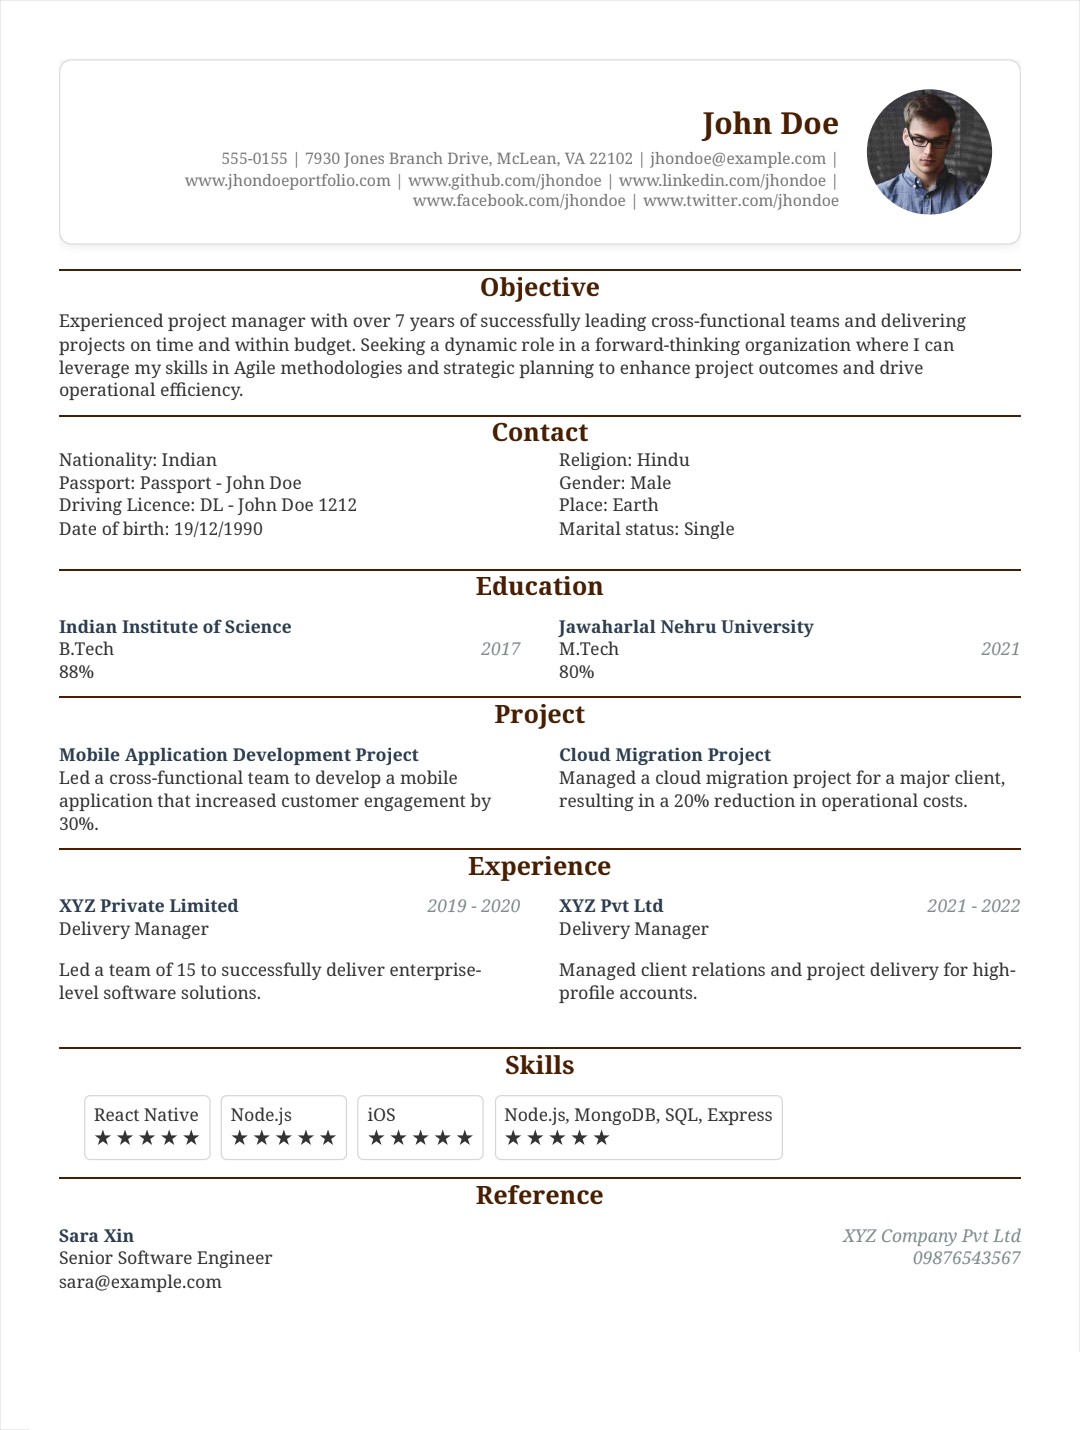 John Doe
555-0155 | 7930 Jones Branch Drive, McLean, VA 22102 | jhondoe@example.com |
www.jhondoeportfolio.com | www.github.com/jhondoe | www.linkedin.com/jhondoe |
www.facebook.com/jhondoe | www.twitter.com/jhondoe
Objective
Experienced project manager with over 7 years of successfully leading cross-functional teams and delivering
projects on time and within budget. Seeking a dynamic role in a forward-thinking organization where I can
leverage my skills in Agile methodologies and strategic planning to enhance project outcomes and drive
operational efficiency.
Contact
Nationality: Indian
Religion: Hindu
Passport: Passport - John Doe
Gender: Male
Driving Licence: DL - John Doe 1212
Place: Earth
Date of birth: 19/12/1990
Marital status: Single
Education
Indian Institute of Science
B.Tech 2017
88%
Jawaharlal Nehru University
M.Tech 2021
80%
Project
Mobile Application Development Project
Led a cross-functional team to develop a mobile
application that increased customer engagement by
30%.
Cloud Migration Project
Managed a cloud migration project for a major client,
resulting in a 20% reduction in operational costs.
Experience
XYZ Private Limited 2019 - 2020
Delivery Manager
Led a team of 15 to successfully deliver enterprise-
level software solutions.
XYZ Pvt Ltd 2021 - 2022
Delivery Manager
Managed client relations and project delivery for high-
profile accounts.
Skills
React Native
★★★★★
Node.js
★★★★★
iOS
★★★★★
Node.js, MongoDB, SQL, Express
★★★★★
Reference
Sara Xin XYZ Company Pvt Ltd
Senior Software Engineer 09876543567
sara@example.com